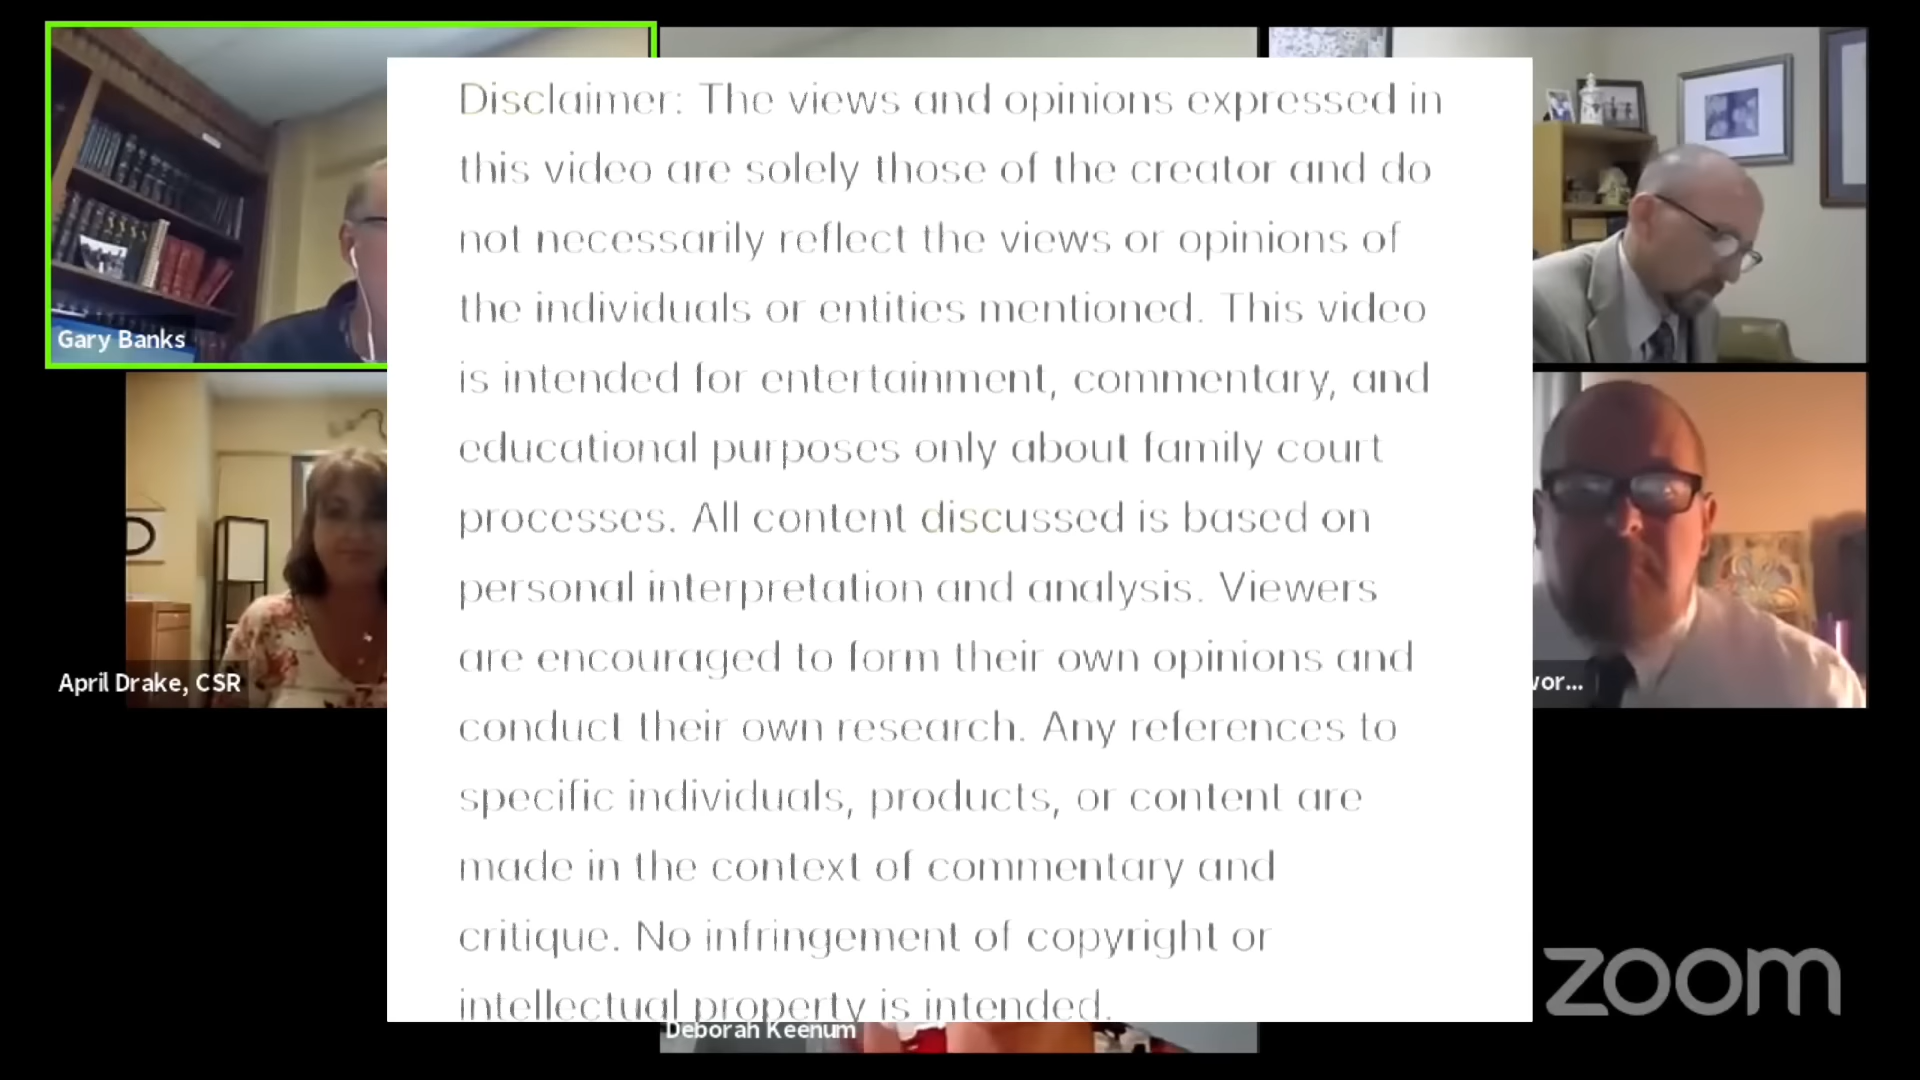 Disclaimer: The views and opinions expressed in
this video are solely those of the creator and do
not necessarily reflect the views or opinions of
the individuals or entities mentioned. This video
is intended for entertainment, commentary, and
educational purposes only about family court
processes. All content discussed is based on
personal interpretation and analysis. Viewers
are encouraged to form their own opinions and
conduct their own research. Any references to
specific individuals, products, or content are
made in the context of commentary and
critique. No infringement of copyright or
intellectual property is intended.
Gary Banks
April Drake, CSR
Deborah Keenum
zoom